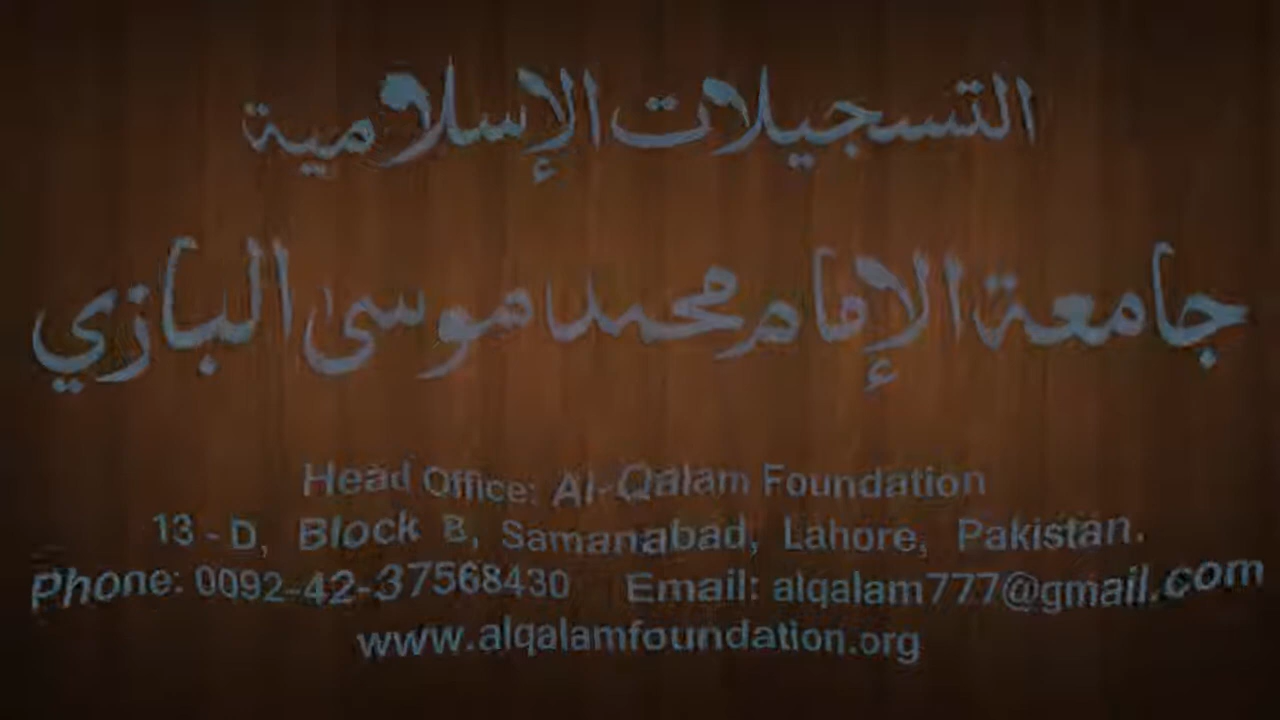 التسجيلات الإسلامية
جامعة الإمام محمد موسى البازي
Head Office: Al-Qalam Foundation
13 - D, Block B, Samanabad, Lahore, Pakistan.
Phone: 0092-42-37568430 Email: alqalam777@gmail.com
www.alqalamfoundation.org